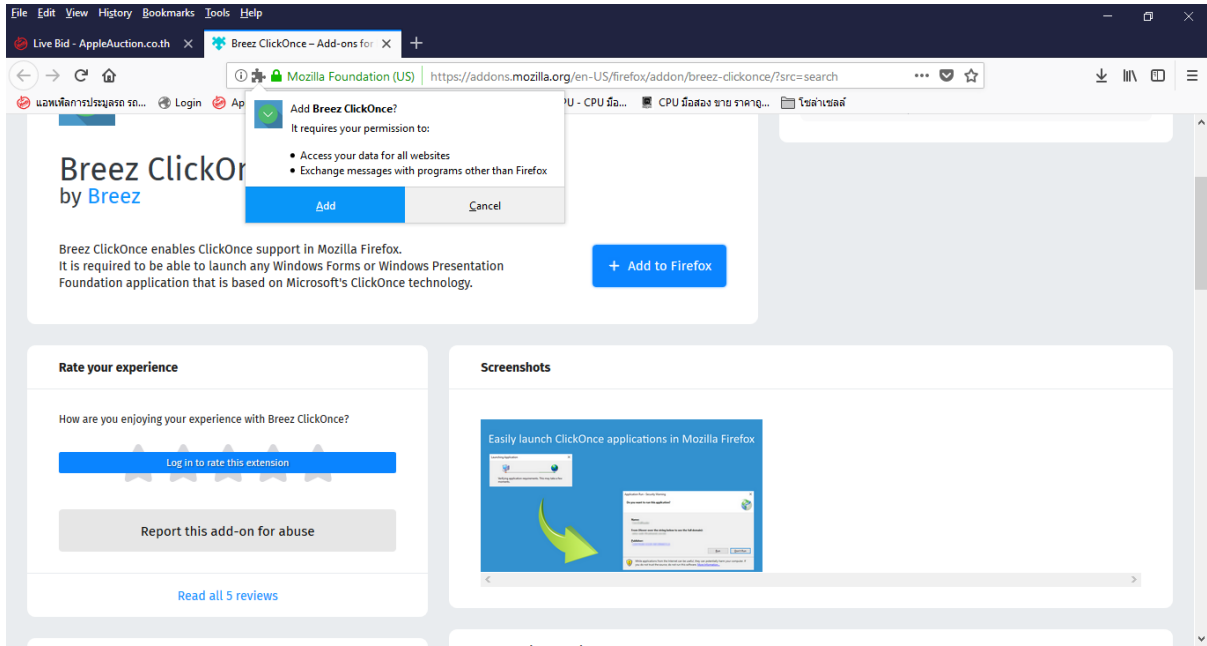 File Edit View History Bookmarks Tools Help
Live Bid - AppleAuction.co.th
Breez ClickOnce – Add-ons for
Mozilla Foundation (US) https://addons.mozilla.org/en-US/firefox/addon/breez-clickonce/?src=search
แอพเพิลการประมูลรถ รถ... Login Ap
PU - CPU มือ... CPU มือสอง ขาย ราคาถู... โซล่าเซลล์
Add Breez ClickOnce?
It requires your permission to:
• Access your data for all websites
• Exchange messages with programs other than Firefox
Add Cancel
Breez ClickOn
by Breez
Breez ClickOnce enables ClickOnce support in Mozilla Firefox.
It is required to be able to launch any Windows Forms or Windows Presentation
Foundation application that is based on Microsoft's ClickOnce technology.
+ Add to Firefox
Rate your experience
How are you enjoying your experience with Breez ClickOnce?
Log in to rate this extension
Report this add-on for abuse
Read all 5 reviews
Screenshots
Easily launch ClickOnce applications in Mozilla Firefox